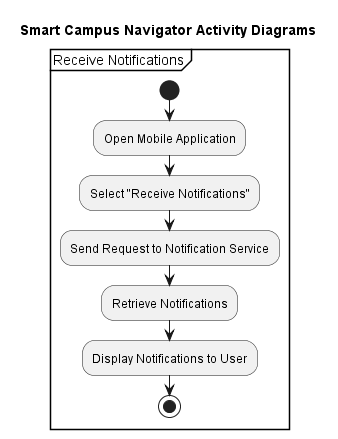 Smart Campus Navigator Activity Diagrams
Receive Notifications
Open Mobile Application
Select "Receive Notifications"
Send Request to Notification Service
Retrieve Notifications
Display Notifications to User